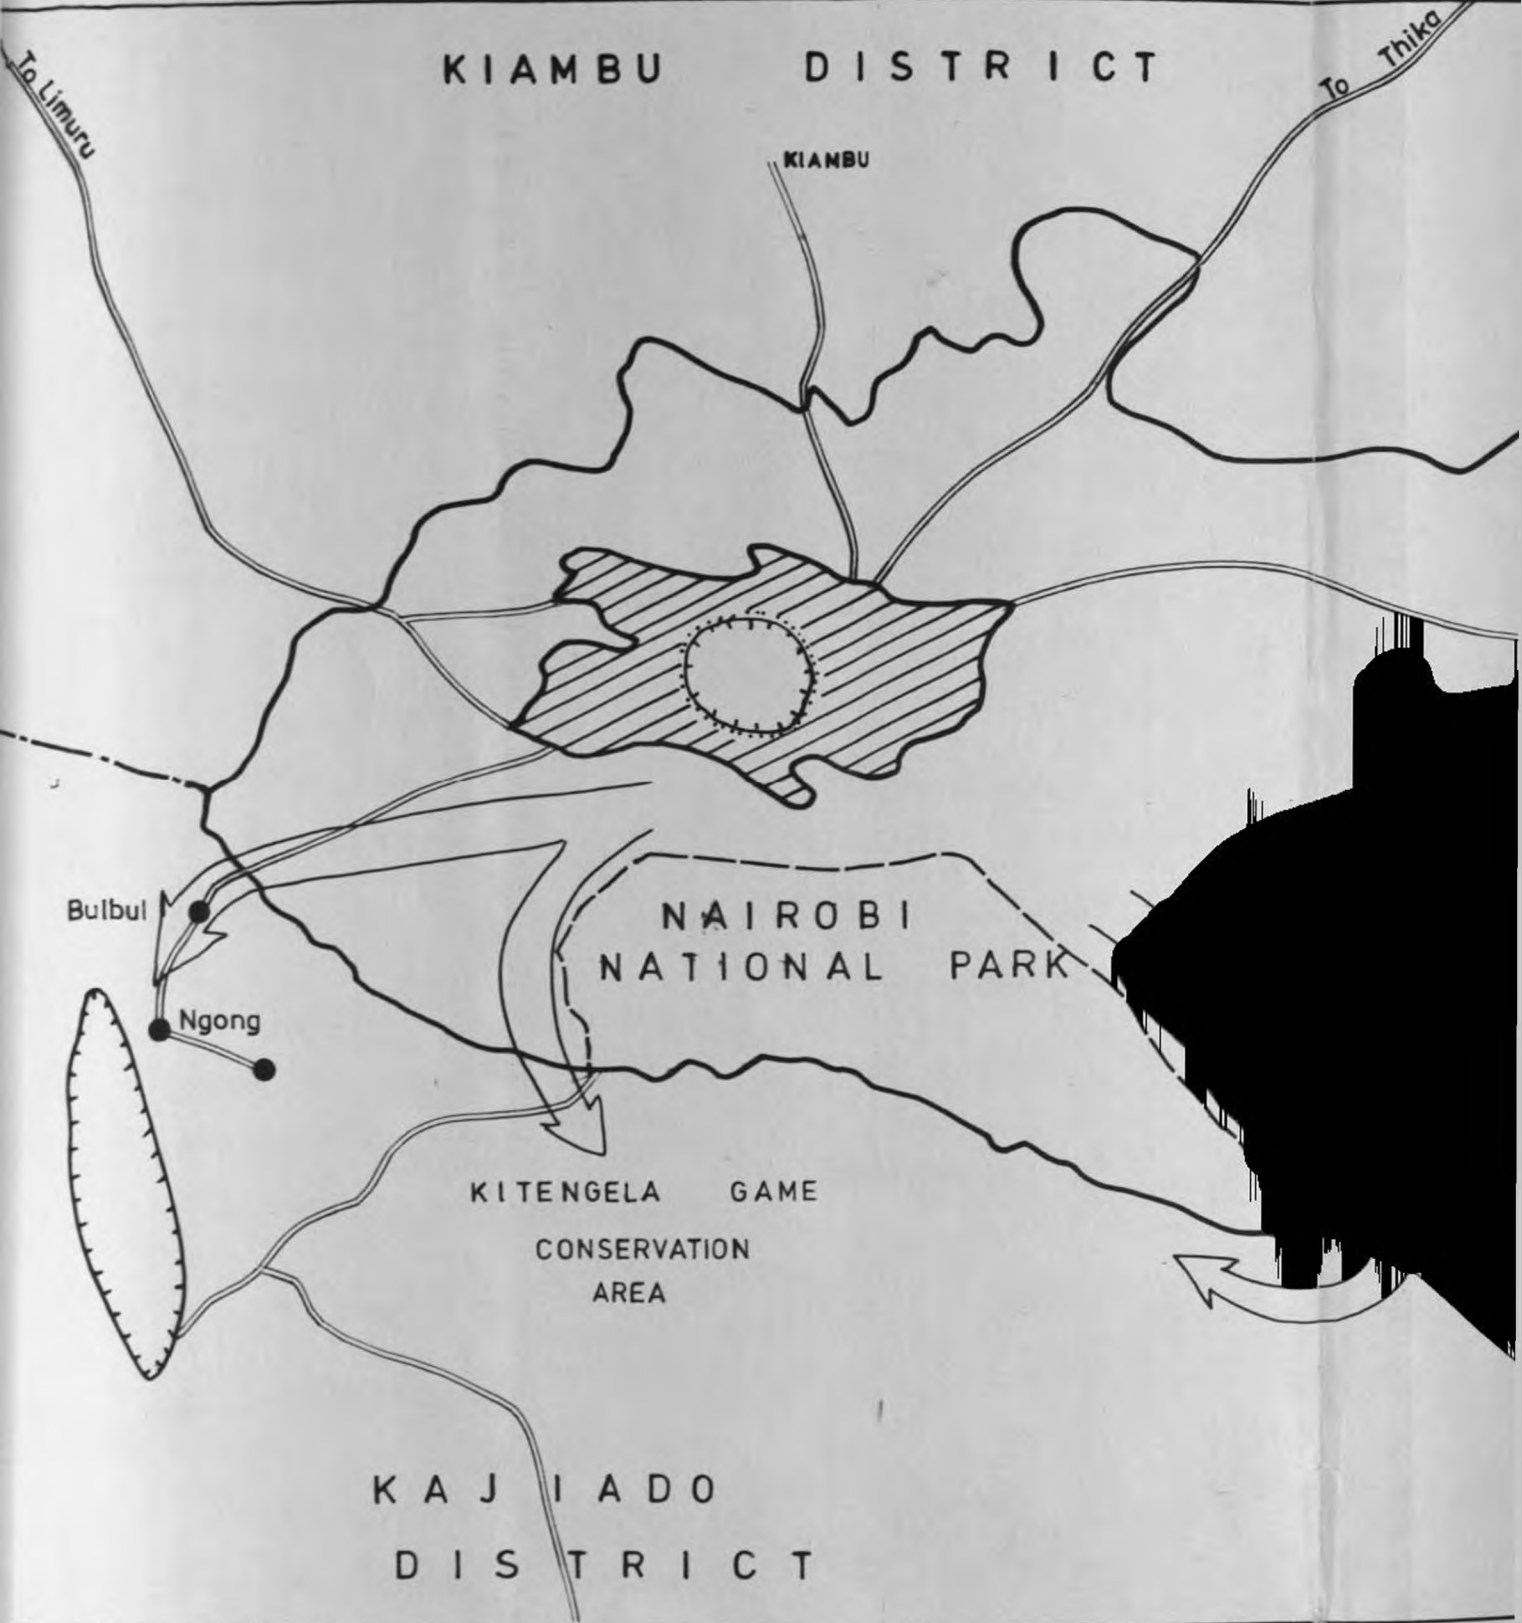 KIAMBU DISTRICT
To Limuru
To Thika
KIAMBU
Bulbul
NAIROBI
NATIONAL PARK
Ngong
KITENGELA GAME
CONSERVATION
AREA
KAJIADO
DISTRICT